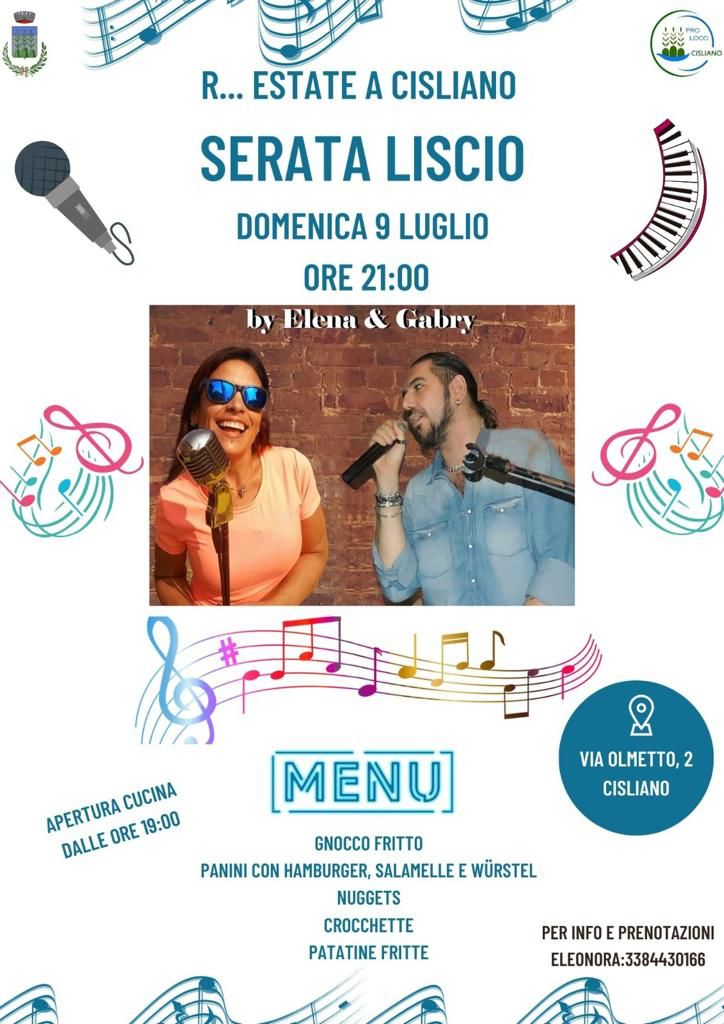 PRO
LOCO
CISLIANO
R... ESTATE A CISLIANO
SERATA LISCIO
DOMENICA 9 LUGLIO
ORE 21:00
by Elena & Gabry
VIA OLMETTO, 2
CISLIANO
MENU
APERTURA CUCINA
DALLE ORE 19:00
GNOCCO FRITTO
PANINI CON HAMBURGER, SALAMELLE E WÜRSTEL
NUGGETS
CROCCHETTE
PATATINE FRITTE
PER INFO E PRENOTAZIONI
ELEONORA:3384430166